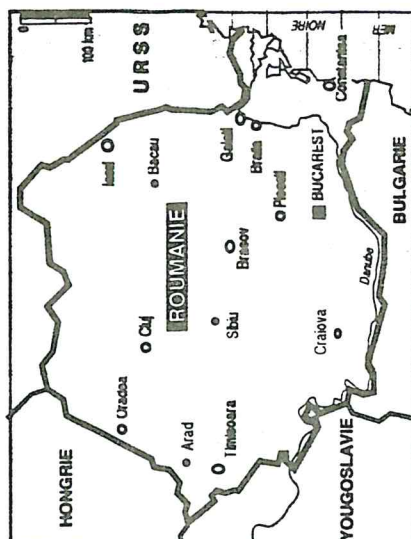 0
100 km
URSS
HONGRIE
Iasi
Oradea
Cluj
Bacau
ROUMANIE
Arad
Timisoara
Sibiu
Brasov
Galati
Braila
Ploesti
BUCAREST
Craiova
Danube
Constantza
MER
NOIRE
YOUGOSLAVIE
BULGARIE